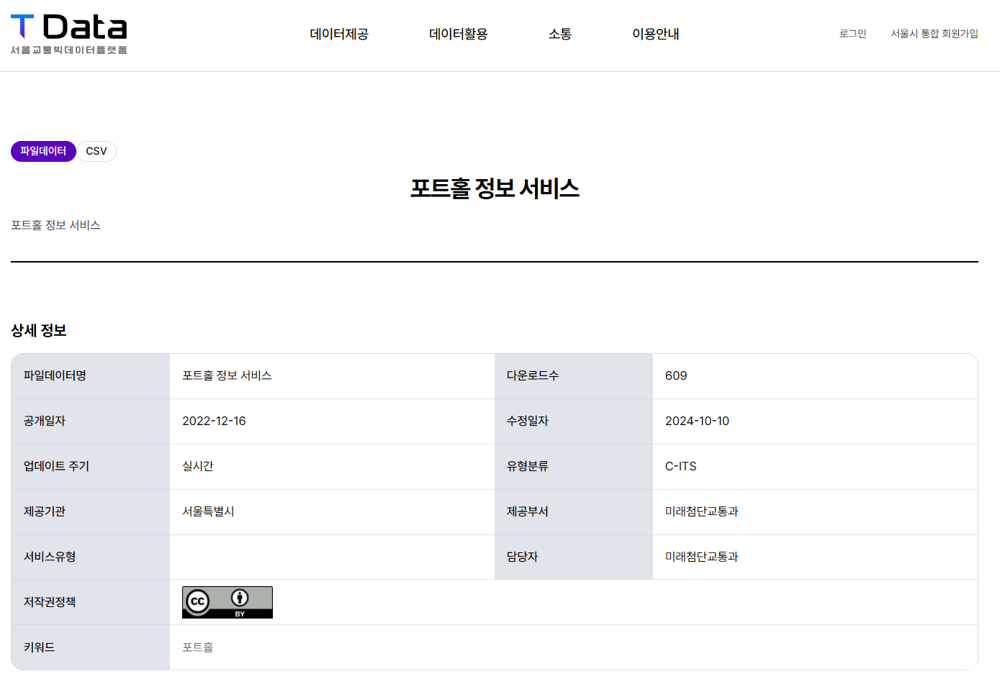 T Data
서울교통빅데이터플랫폼
데이터제공 데이터활용 소통 이용안내 로그인 서울시 통합 회원가입
파일데이터 CSV
포트홀 정보 서비스
포트홀 정보 서비스
상세 정보
파일데이터명 포트홀 정보 서비스 다운로드수 609
공개일자 2022-12-16 수정일자 2024-10-10
업데이트 주기 실시간 유형분류 C-ITS
제공기관 서울특별시 제공부서 미래첨단교통과
서비스유형 담당자 미래첨단교통과
저작권정책 cc BY
키워드 포트홀